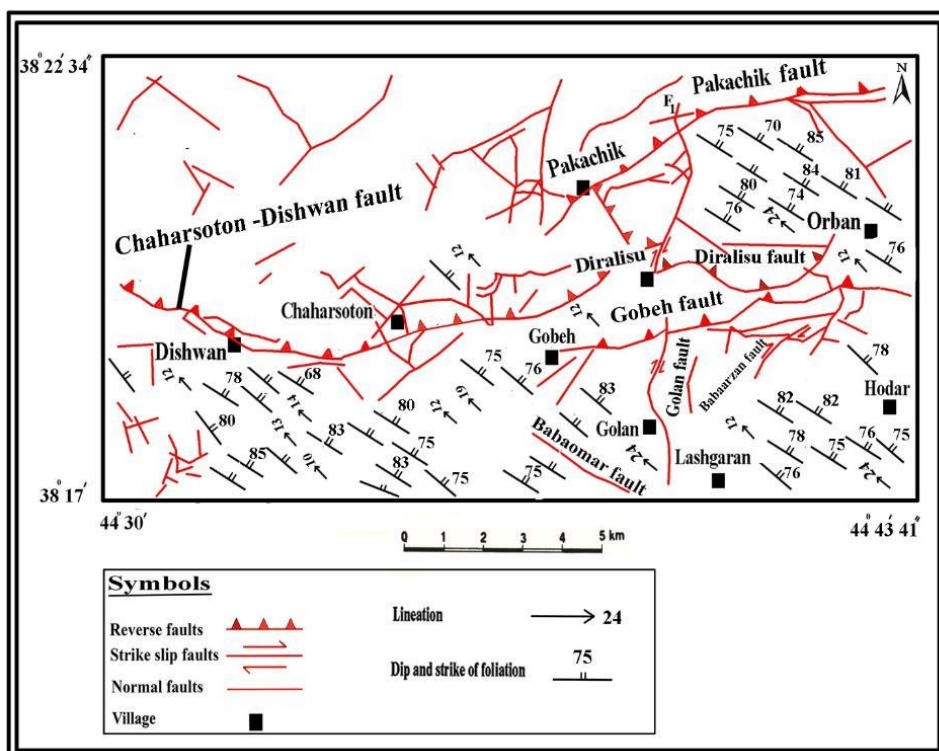 38° 22′ 34″
N
Pakachik fault
F1
75
70
85
Pakachik
84
81
80
74
76
24
Orban
Chaharsoton -Dishwan fault
12
12
76
Diralisu
Diralisu fault
Chaharsoton
12
Gobeh fault
Gobeh
Dishwan
75
76
78
12
78
68
83
Golan fault
Babaarzan fault
Hodar
14
80
12
19
82
82
80
13
83
75
Golan
12
78
75
76
75
Babaomar fault
24
Lashgaran
85
10
83
75
75
76
24
38° 17′
44° 30′
44° 43′ 41″
0 1 2 3 4 5 km
Symbols
Reverse faults
Strike slip faults
Normal faults
Village
Lineation
24
Dip and strike of foliation
75